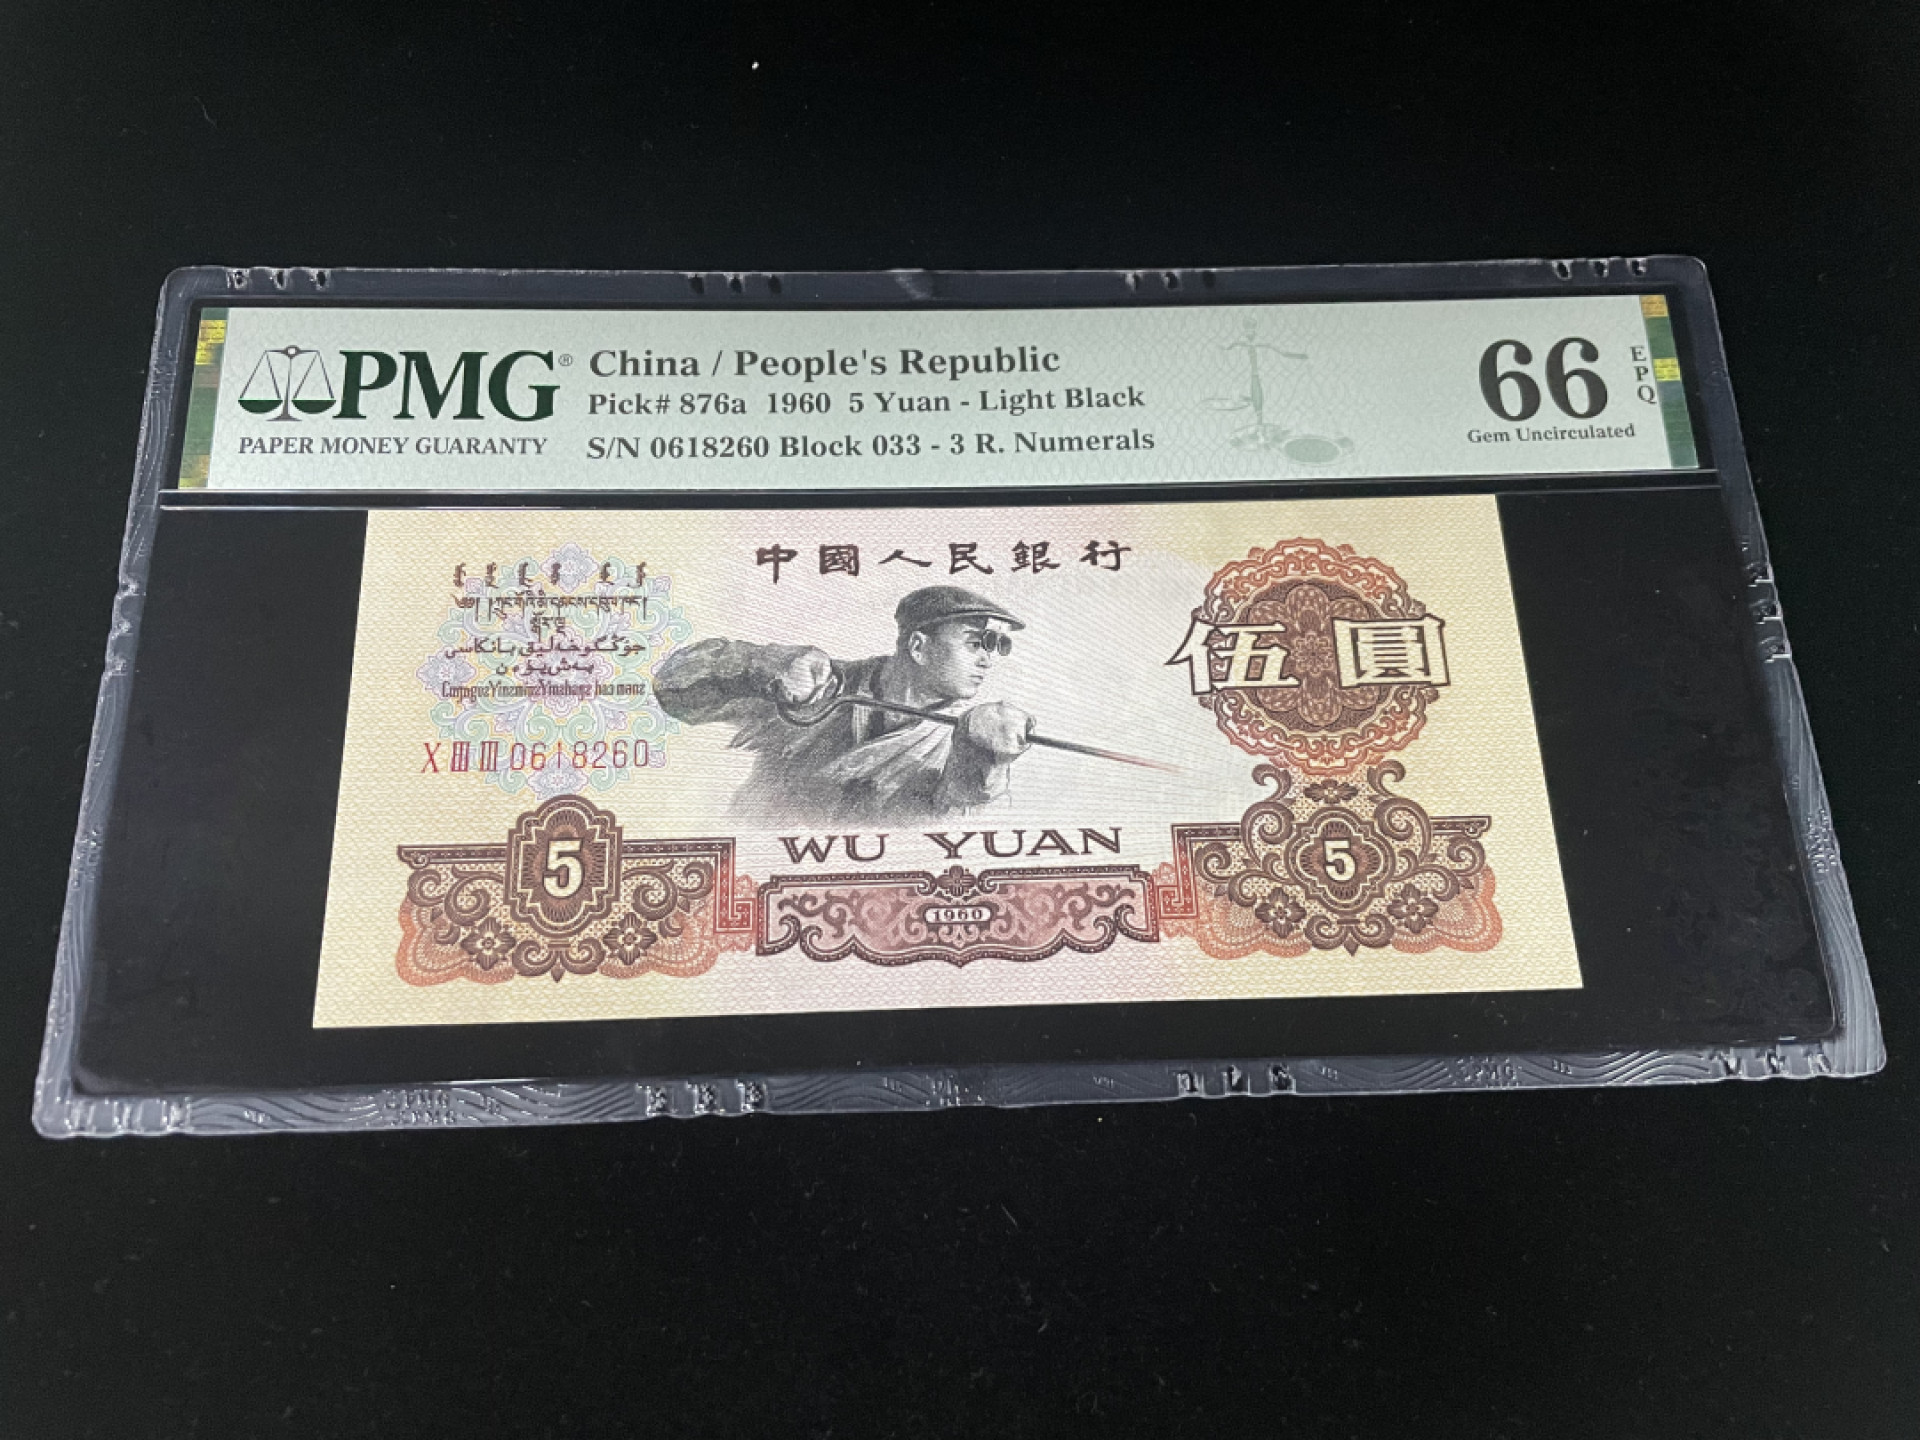 PMG®
PAPER MONEY GUARANTY
China / People's Republic
Pick# 876a 1960 5 Yuan - Light Black
S/N 0618260 Block 033 - 3 R. Numerals
66
EPQ
Gem Uncirculated
中國人民銀行
伍圓
X III III 0618260
WU YUAN
5
1960
5